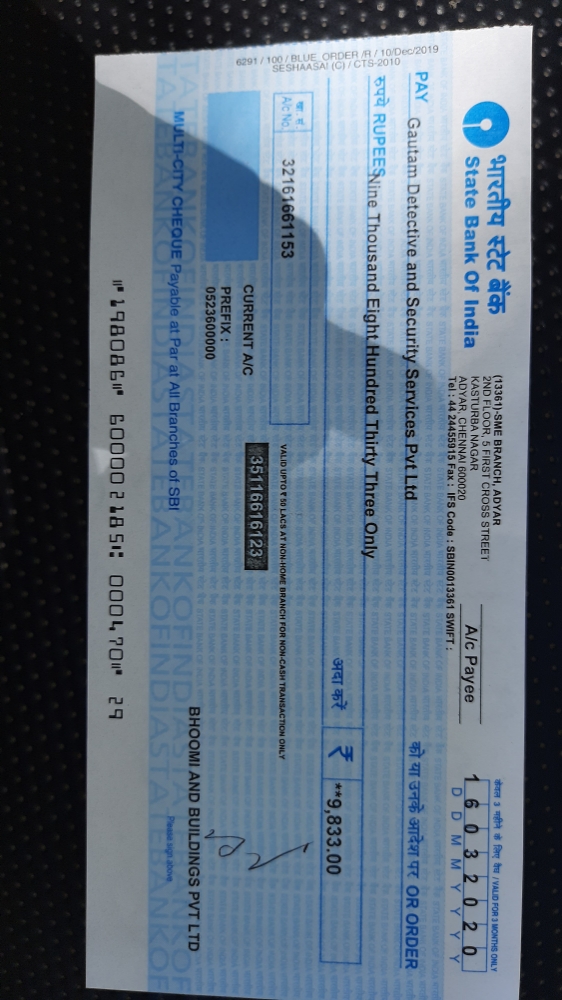 6291 / 100 / BLUE_ORDER /R / 10/Dec/2019
SESHAASAI (C) / CTS-2010
भारतीय स्टेट बैंक
State Bank Of India
(13361)-SME BRANCH, ADYAR
2ND FLOOR, 5 FIRST CROSS STREET
KASTURBA NAGAR
ADYAR, CHENNAI 600020
Tel : 44 24455915 Fax : IFS Code : SBIN0013361 SWIFT :
A/c Payee
केवल 3 महीने के लिए वैध / VALID FOR 3 MONTHS ONLY
1 6 0 3 2 0 2 0
D D M M Y Y Y Y
PAY Gautam Detective and Security Services Pvt Ltd को या उनके आदेश पर OR ORDER
रुपये RUPEES Nine Thousand Eight Hundred Thirty Three Only
अदा करें ₹ **9,833.00
खा. सं.
A/c No. 32161661153
VALID UPTO ₹ 50 LACS AT NON-HOME BRANCH FOR NON-CASH TRANSACTION ONLY
CURRENT A/C 35116616123
PREFIX :
0523600000
BHOOMI AND BUILDINGS PVT LTD
MULTI-CITY CHEQUE Payable at Par at All Branches of SBI
Please sign above
⑈198086⑈ 600002185⑆ 000470⑈ 29